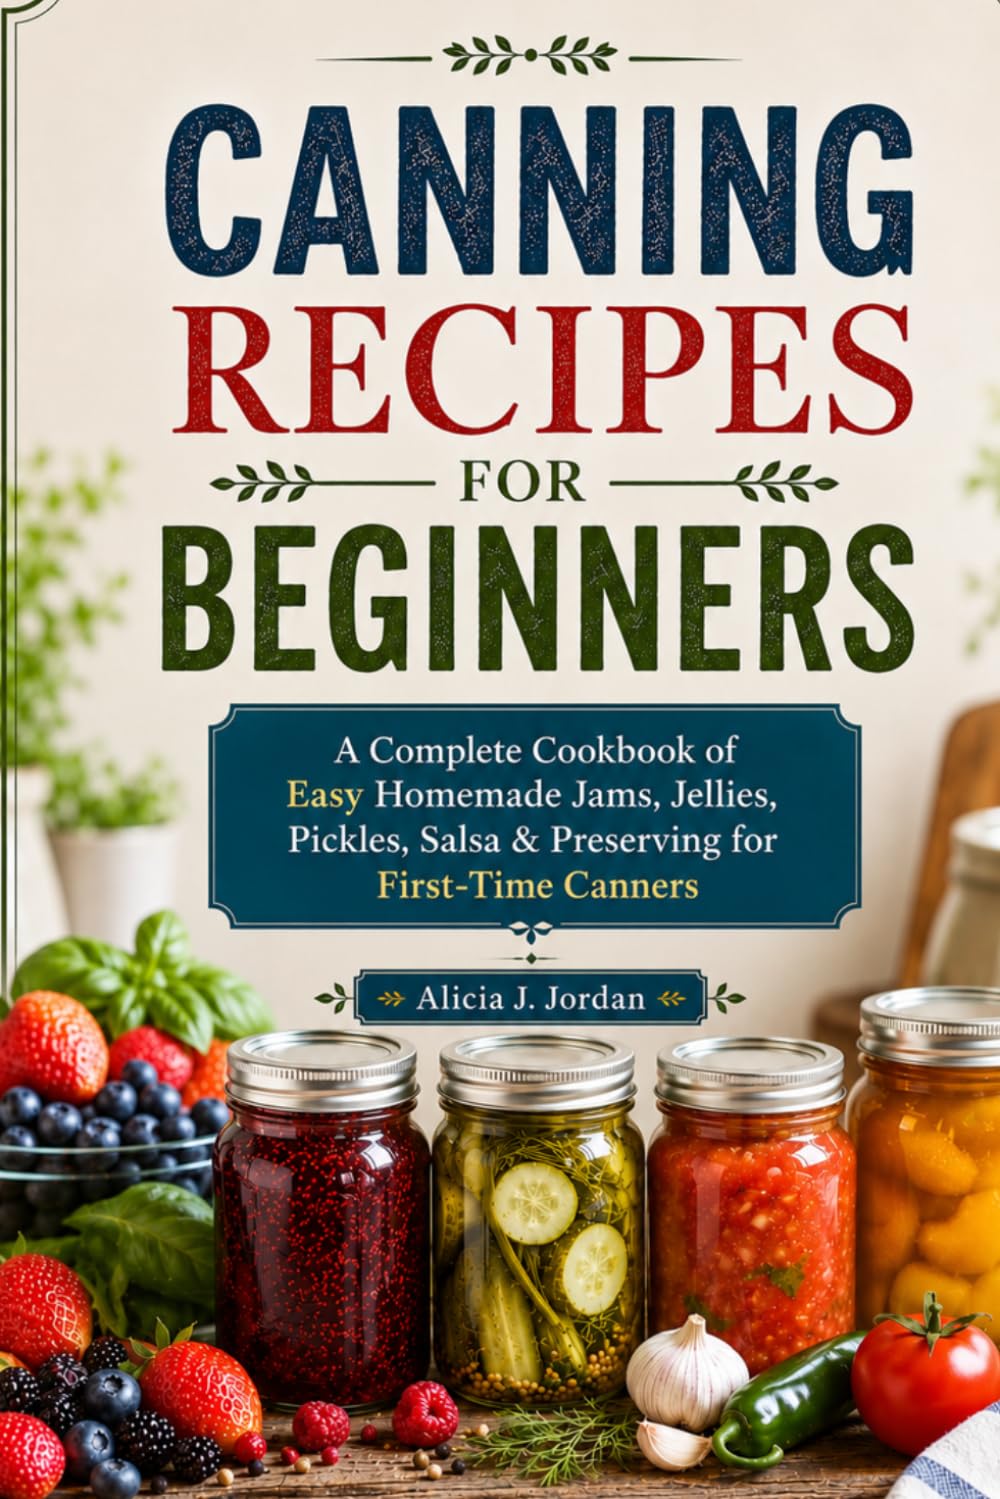 CANNING
RECIPES
FOR
BEGINNERS
A Complete Cookbook of
Easy Homemade Jams, Jellies,
Pickles, Salsa & Preserving for
First-Time Canners
Alicia J. Jordan